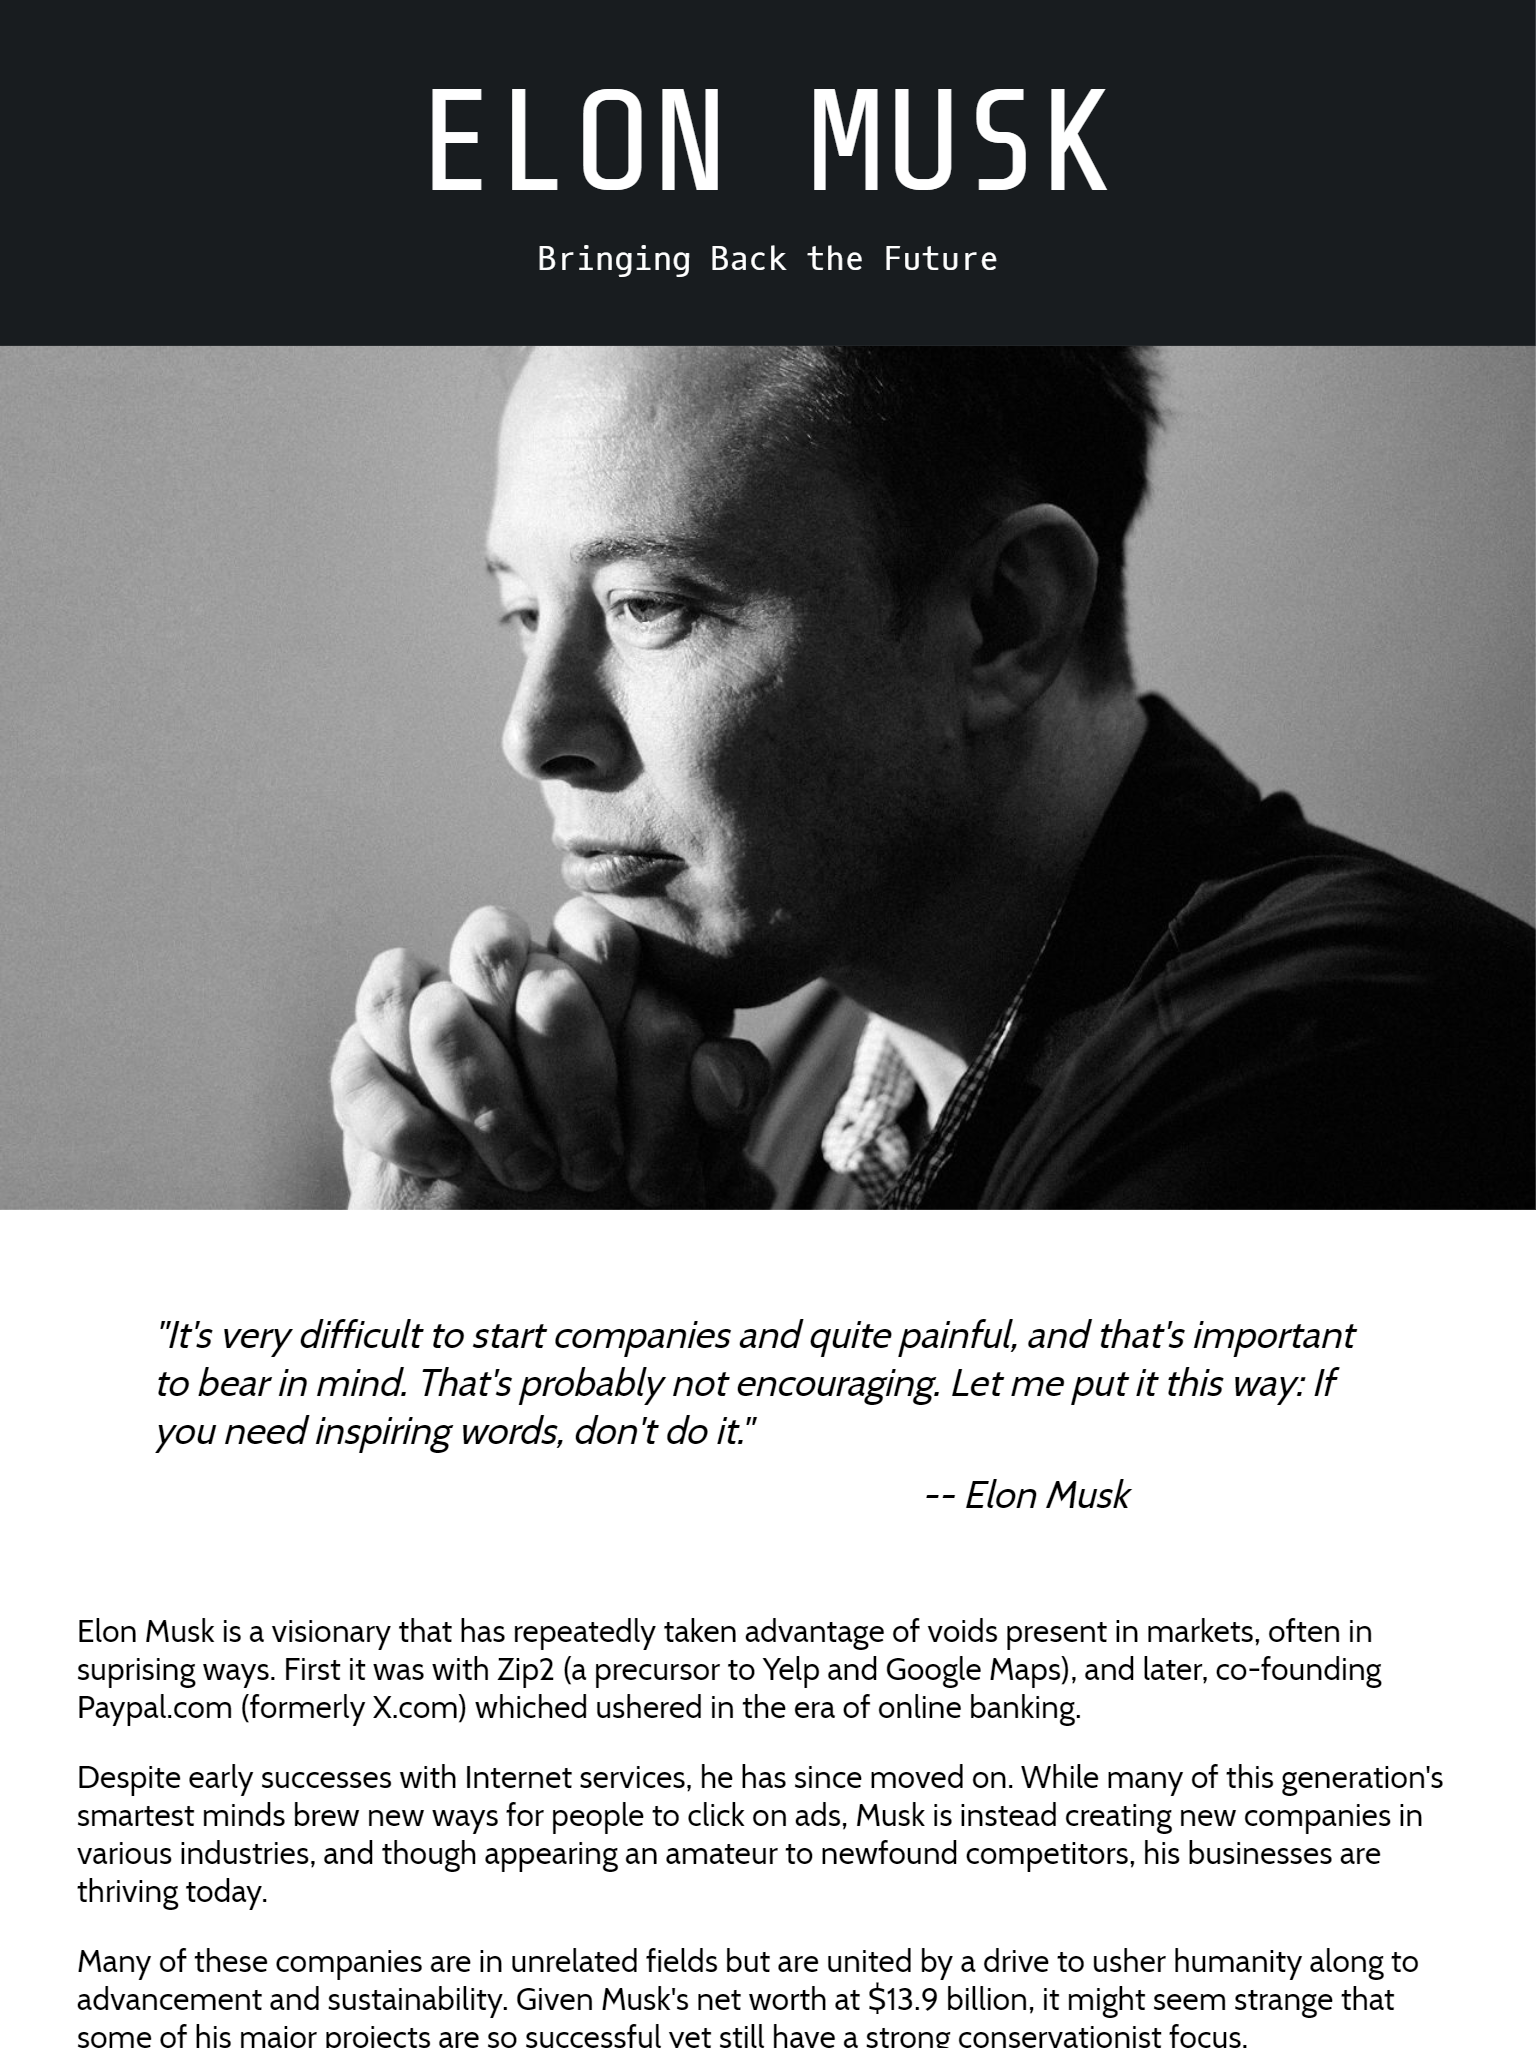 ELON MUSK
Bringing Back the Future
"It's very difficult to start companies and quite painful, and that's important
to bear in mind. That's probably not encouraging. Let me put it this way: If
you need inspiring words, don't do it."
-- Elon Musk
Elon Musk is a visionary that has repeatedly taken advantage of voids present in markets, often in
suprising ways. First it was with Zip2 (a precursor to Yelp and Google Maps), and later, co-founding
Paypal.com (formerly X.com) whiched ushered in the era of online banking.
Despite early successes with Internet services, he has since moved on. While many of this generation's
smartest minds brew new ways for people to click on ads, Musk is instead creating new companies in
various industries, and though appearing an amateur to newfound competitors, his businesses are
thriving today.
Many of these companies are in unrelated fields but are united by a drive to usher humanity along to
advancement and sustainability. Given Musk's net worth at $13.9 billion, it might seem strange that
some of his major projects are so successful yet still have a strong conservationist focus.